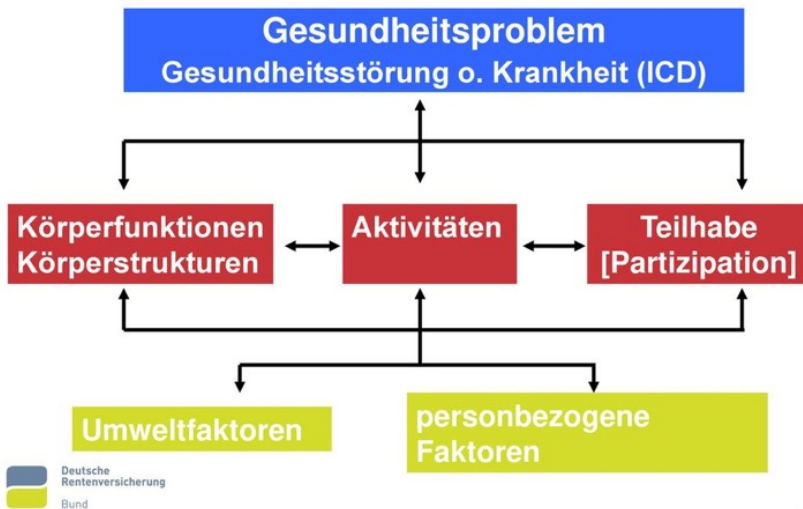 Gesundheitsproblem
Gesundheitsstörung o. Krankheit (ICD)
Körperfunktionen
Körperstrukturen
Aktivitäten
Teilhabe
[Partizipation]
Umweltfaktoren
personbezogene
Faktoren
Deutsche
Rentenversicherung
Bund